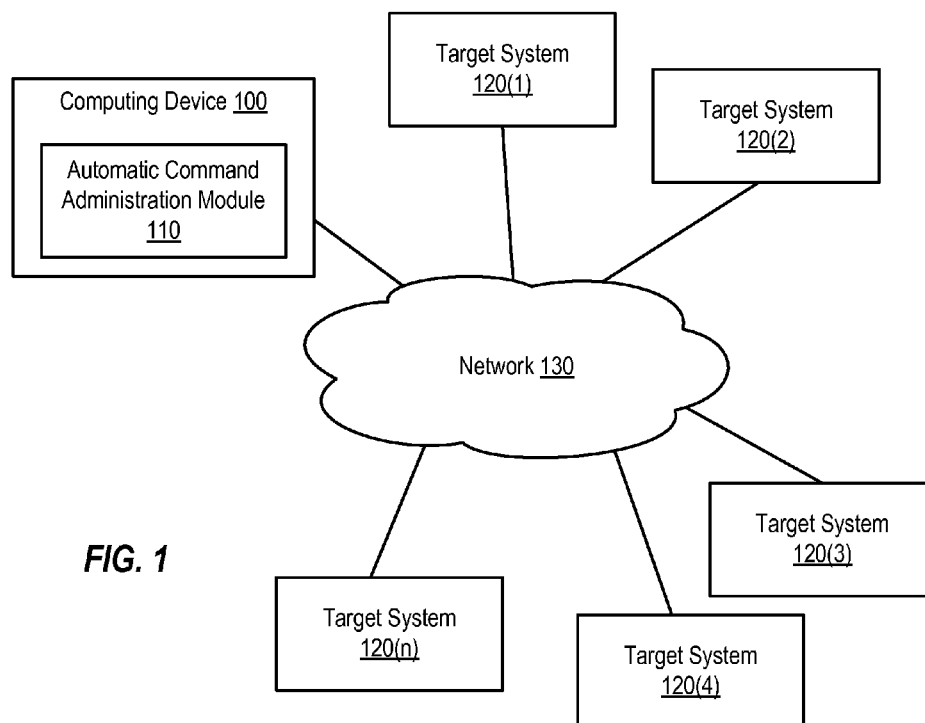 Target System
120(1)
Computing Device 100
Target System
120(2)
Automatic Command
Administration Module
110
Network 130
Target System
120(3)
FIG. 1
Target System
120(n)
Target System
120(4)